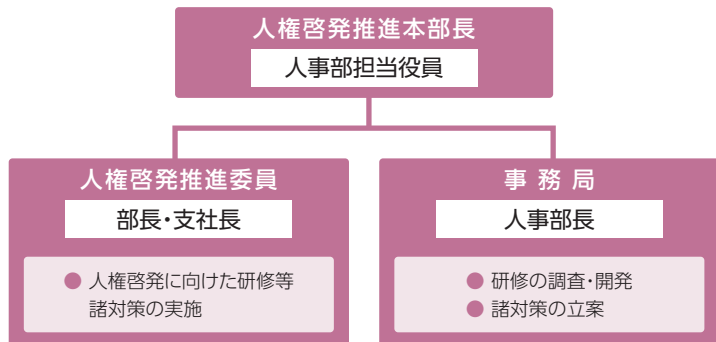 人権啓発推進本部長
人事部担当役員
人権啓発推進委員
部長・支社長
● 人権啓発に向けた研修等
諸対策の実施
事 務 局
人事部長
● 研修の調査・開発
● 諸対策の立案